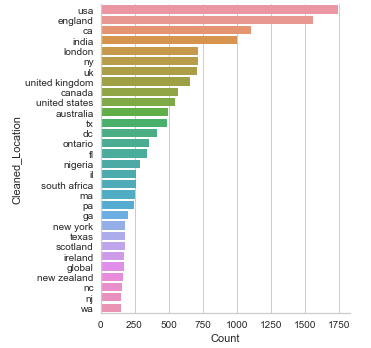 usa
england
ca
india
london
ny
uk
united kingdom
canada
united states
australia
tx
dc
ontario
fl
nigeria
il
south africa
ma
pa
ga
new york
texas
scotland
ireland
global
new zealand
nc
nj
wa
Cleaned_Location
0 250 500 750 1000 1250 1500 1750
Count